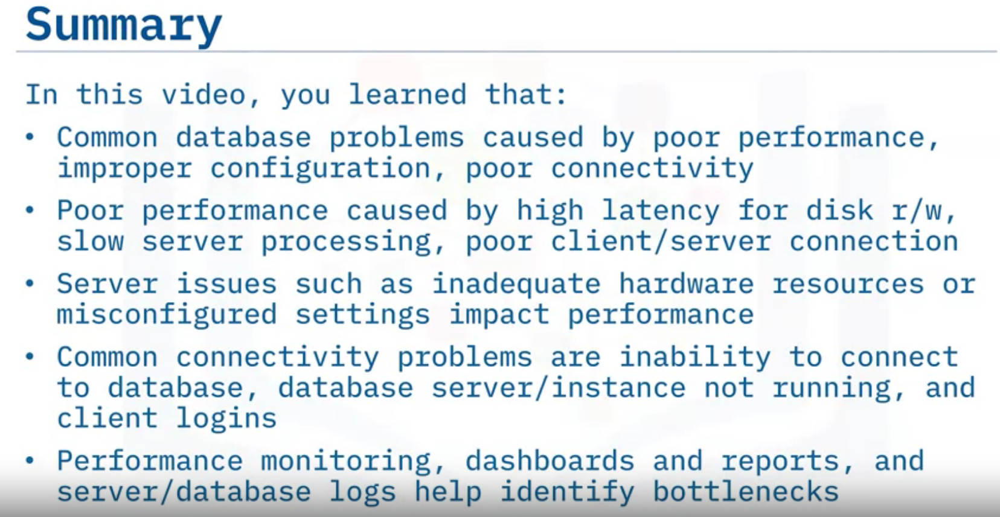 Summary
In this video, you learned that:
• Common database problems caused by poor performance,
improper configuration, poor connectivity
• Poor performance caused by high latency for disk r/w,
slow server processing, poor client/server connection
• Server issues such as inadequate hardware resources or
misconfigured settings impact performance
• Common connectivity problems are inability to connect
to database, database server/instance not running, and
client logins
• Performance monitoring, dashboards and reports, and
server/database logs help identify bottlenecks